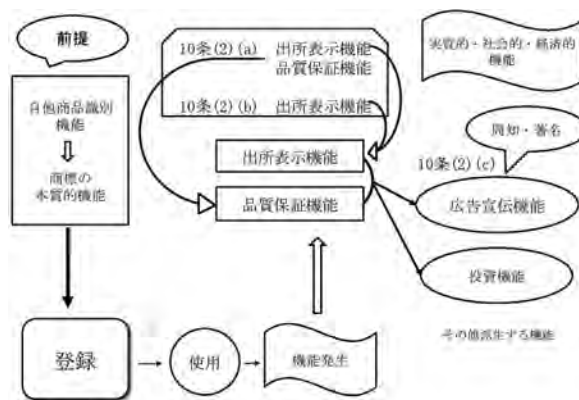 前提
自他商品識別
機能
商標の
本質的機能
登録
使用
機能発生
10条(2)(a) 出所表示機能
品質保証機能
10条(2)(b) 出所表示機能
出所表示機能
品質保証機能
実質的・社会的・経済的
機能
周知・著名
10条(2)(c)
広告宣伝機能
投資機能
その他派生する機能